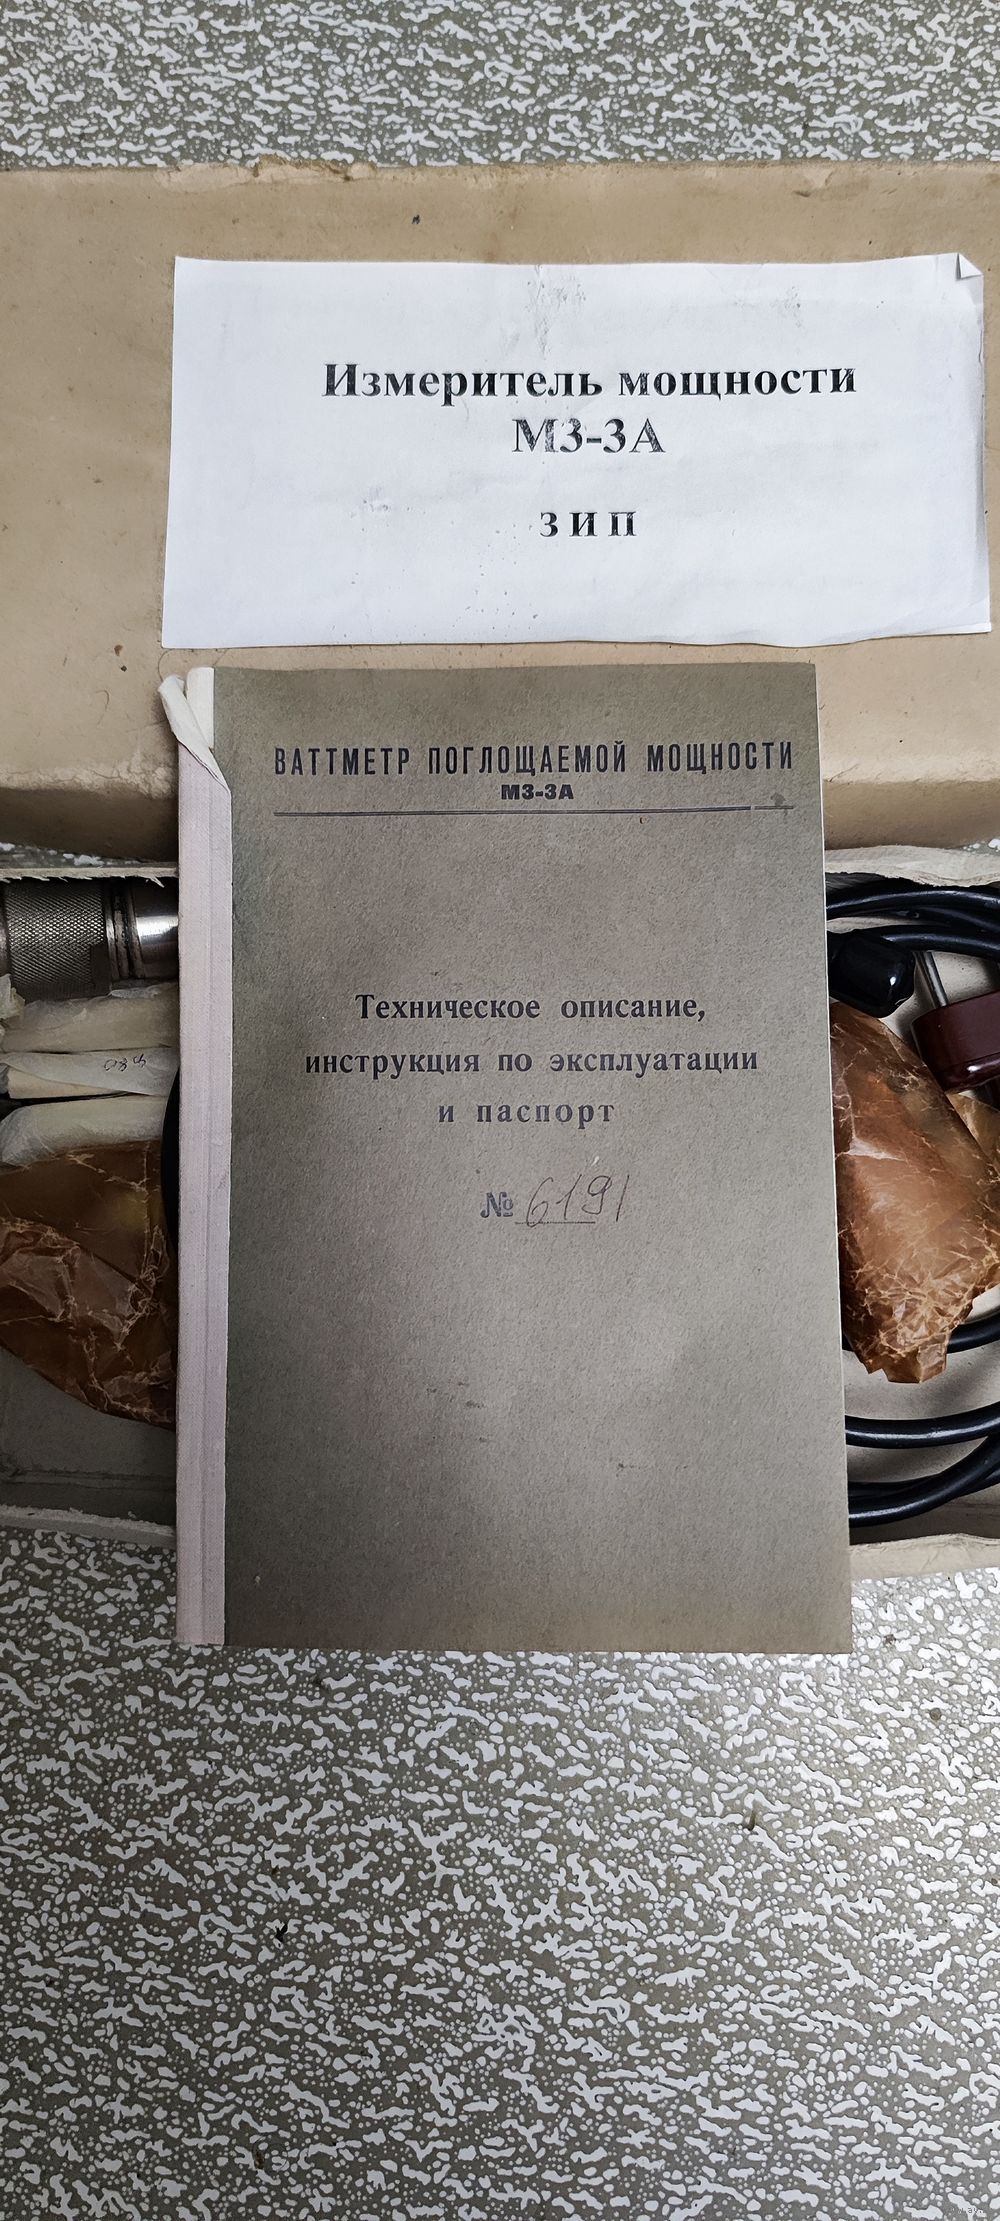 Измеритель мощности
М3-3А
ЗИП
ВАТТМЕТР ПОГЛОЩАЕМОЙ МОЩНОСТИ
М3-3А
Техническое описание,
инструкция по эксплуатации
и паспорт
№ 6191